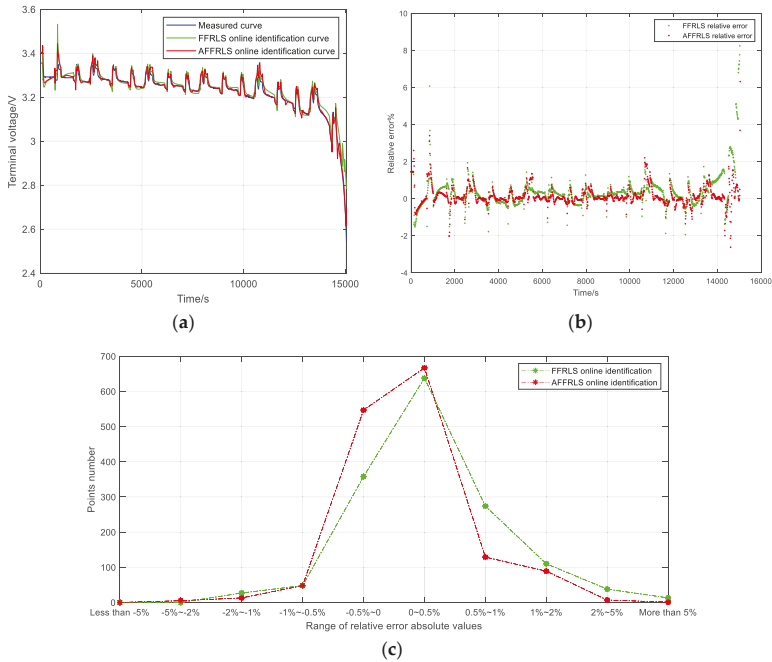 3.6
3.4
3.2
3
2.8
2.6
2.4
Terminal voltage/V
Measured curve
FFRLS online identification curve
AFFRLS online identification curve
0
5000
10000
15000
Time/s
(a)
10
8
6
4
2
0
-2
-4
Relative error%
FFRLS relative error
AFFRLS relative error
0
2000
4000
6000
8000
10000
12000
14000
16000
Time/s
(b)
700
600
500
400
300
200
100
0
Points number
FFRLS online identification
AFFRLS online identification
Less than -5%
-5%~-2%
-2%~-1%
-1%~-0.5%
-0.5%~0
0~0.5%
0.5%~1%
1%~2%
2%~5%
More than 5%
Range of relative error absolute values
(c)